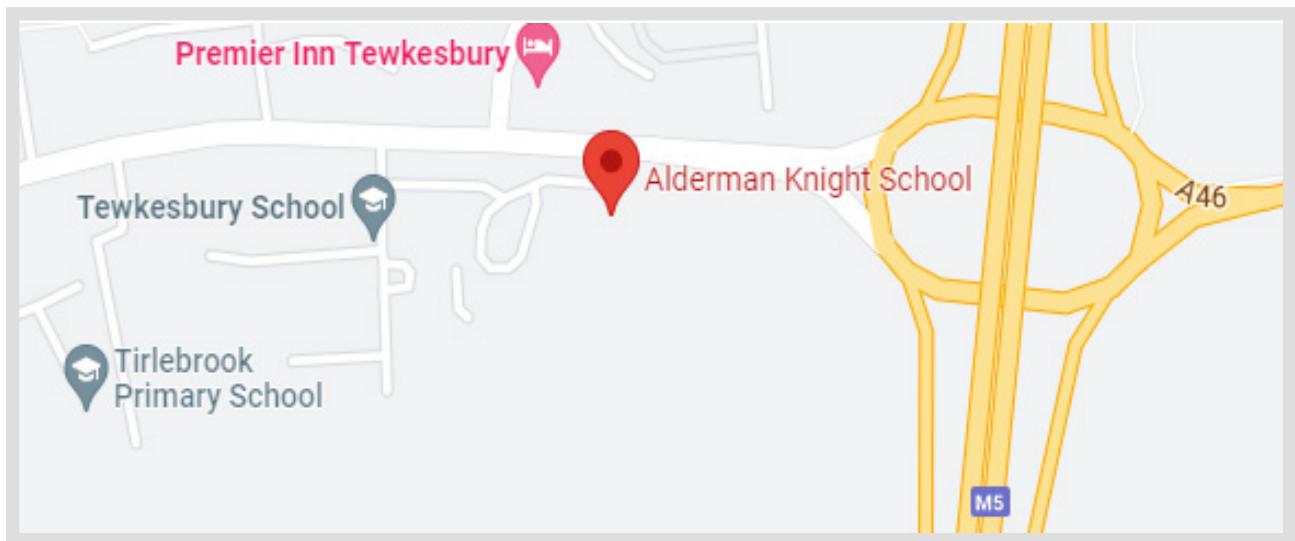 Premier Inn Tewkesbury
Alderman Knight School
A46
Tewkesbury School
Tirlebrook
Primary School
M5